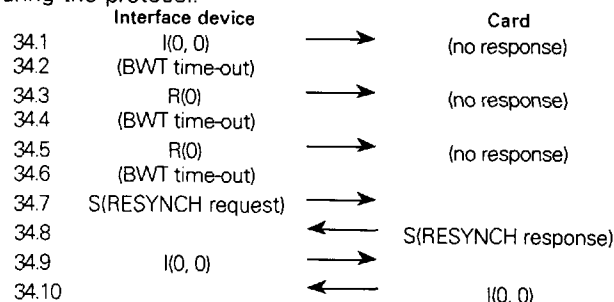 uring the protocol.
Interface device Card
34.1 I(0, 0) (no response)
34.2 (BWT time-out)
34.3 R(0) (no response)
34.4 (BWT time-out)
34.5 R(0) (no response)
34.6 (BWT time-out)
34.7 S(RESYNCH request)
34.8 S(RESYNCH response)
34.9 I(0, 0)
34.10 I(0, 0)